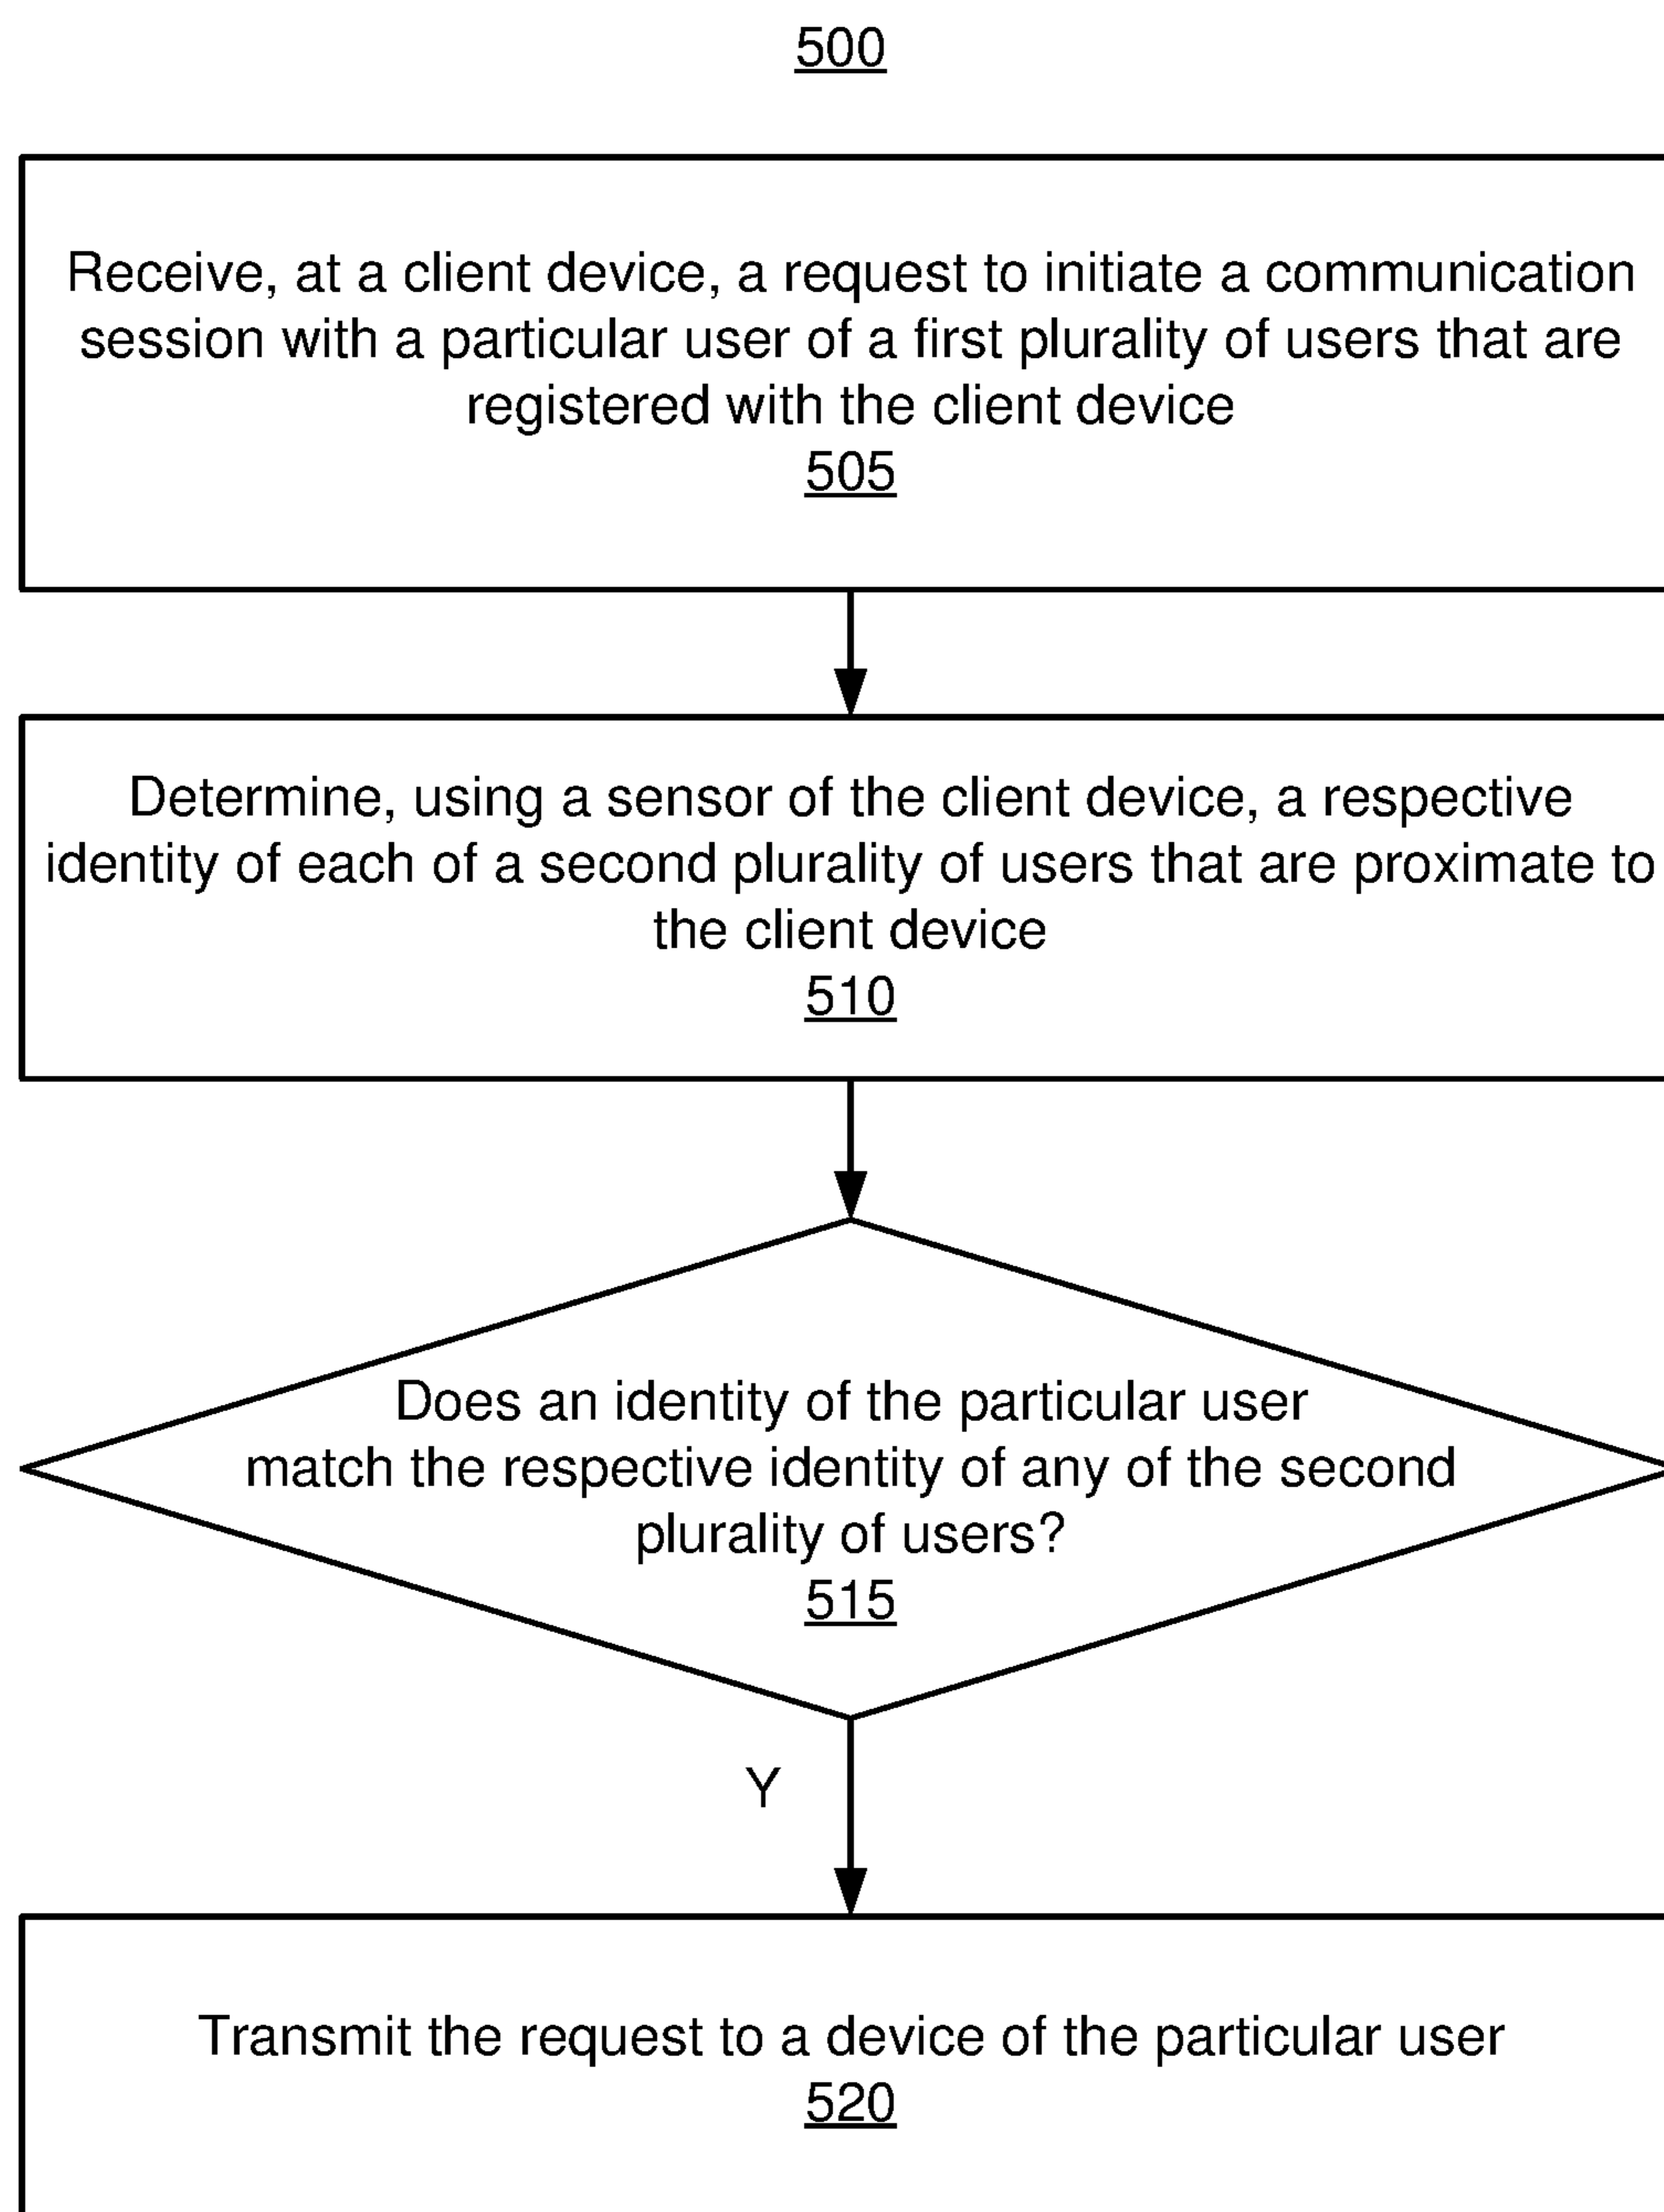 500
Receive, at a client device, a request to initiate a communication
session with a particular user of a first plurality of users that are
registered with the client device
505
Determine, using a sensor of the client device, a respective
identity of each of a second plurality of users that are proximate to
the client device
510
Does an identity of the particular user
match the respective identity of any of the second
plurality of users?
515
Y
Transmit the request to a device of the particular user
520